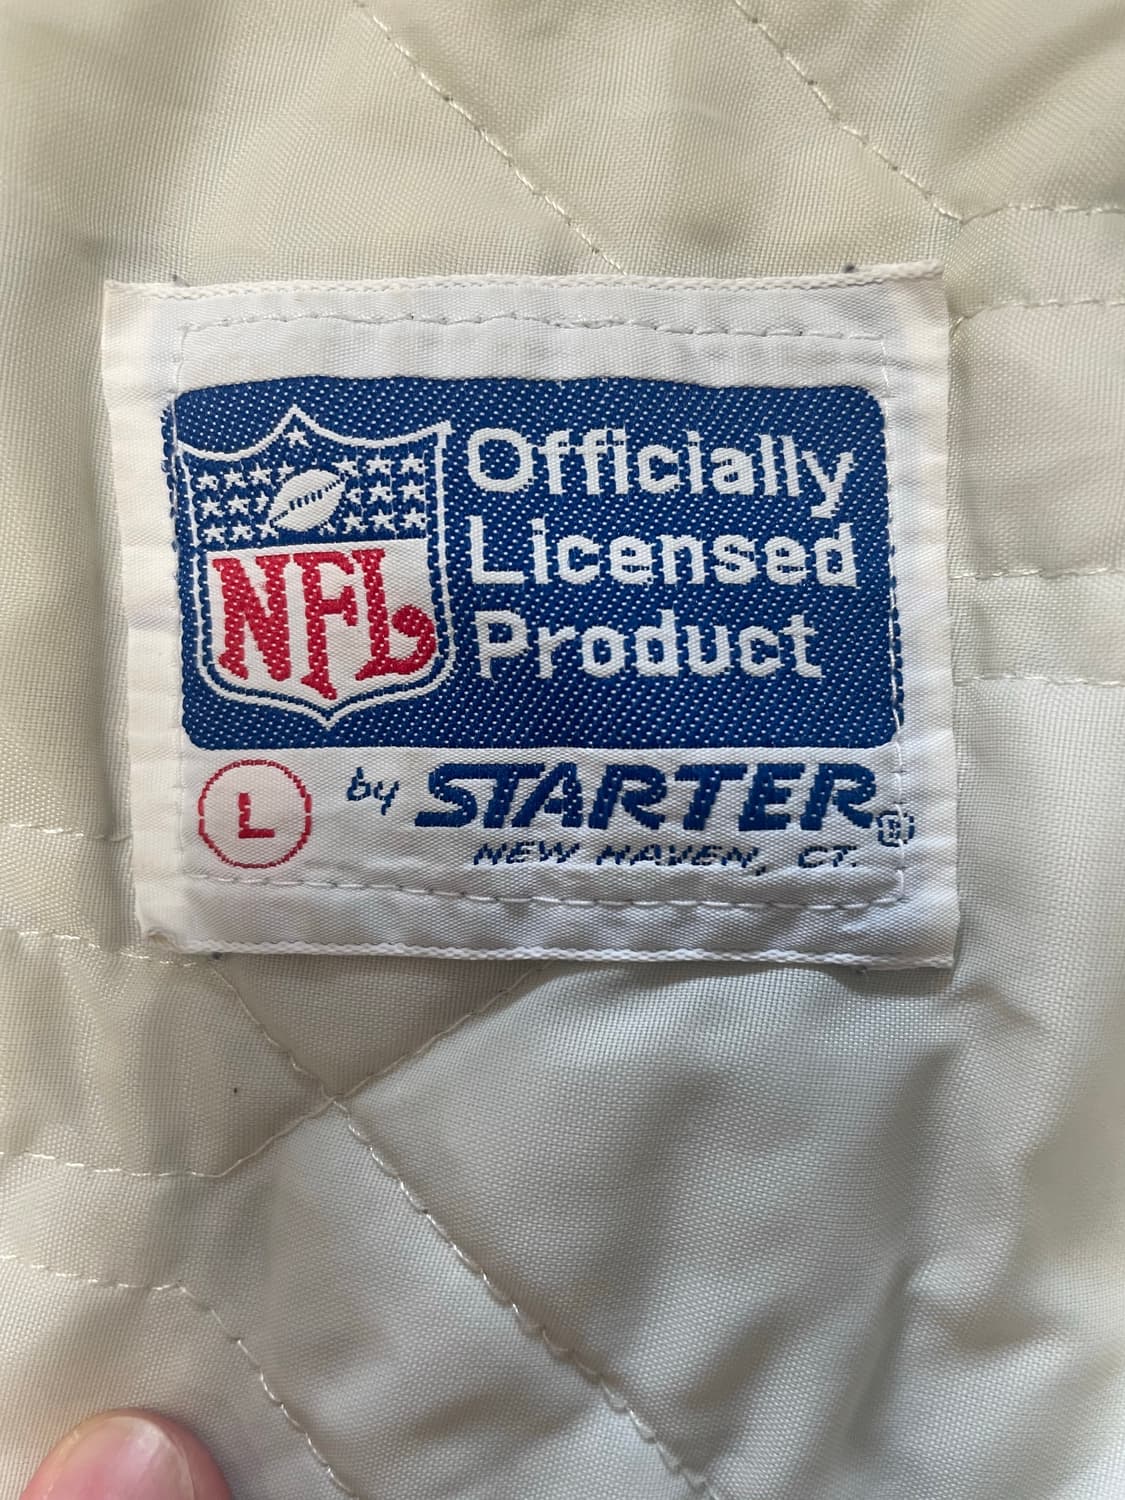 Officially
Licensed
Product
NFL
L
by STARTER®
NEW HAVEN, CT.